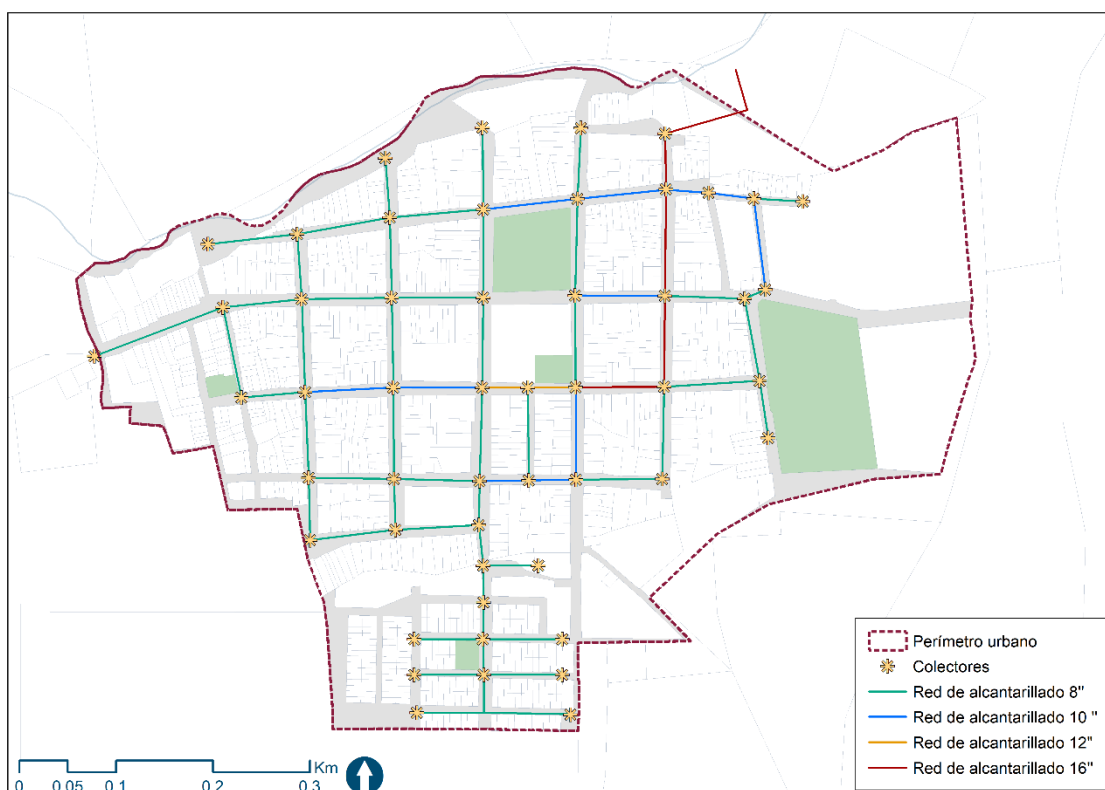 Perímetro urbano
Colectores
Red de alcantarillado 8"
Red de alcantarillado 10 "
Red de alcantarillado 12"
Red de alcantarillado 16"
Km
0 0.05 0.1 0.2 0.3